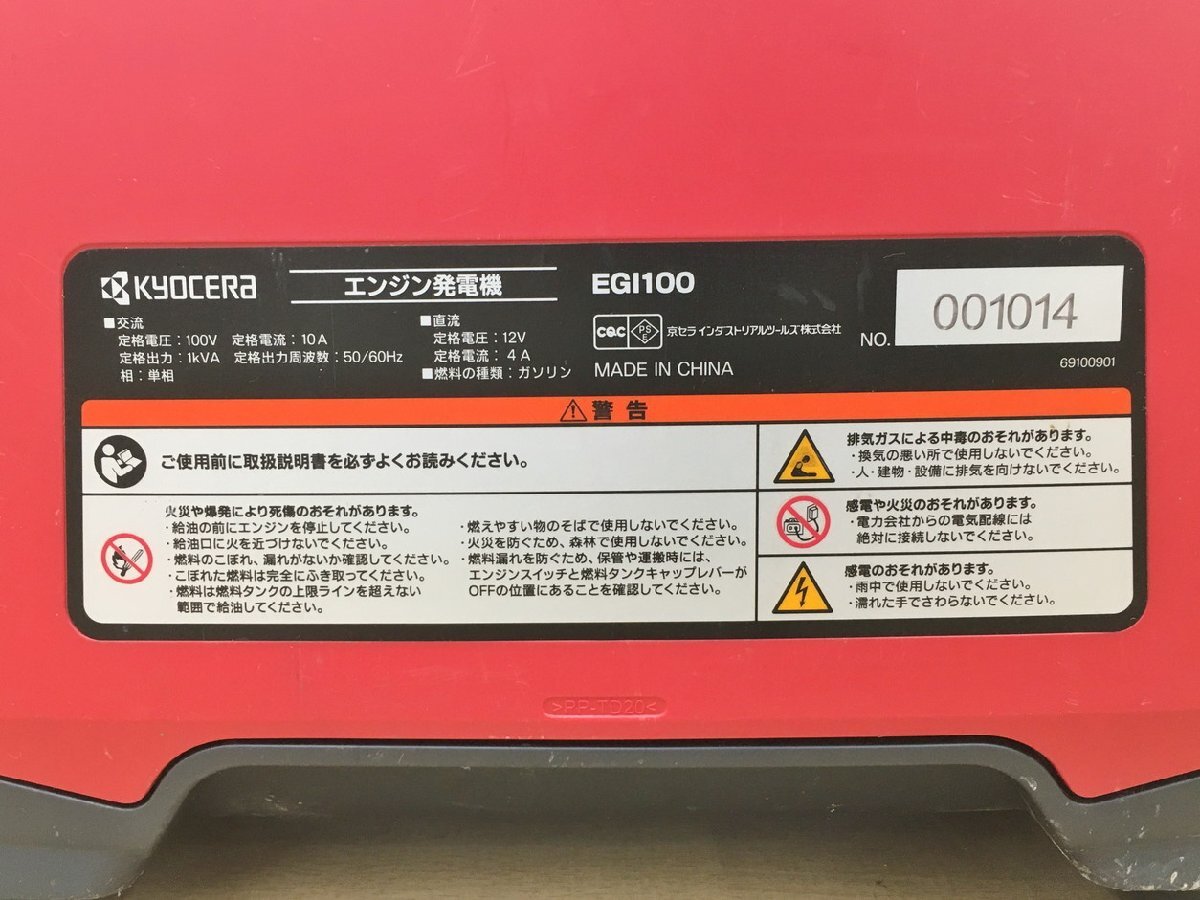 KYOCERA
エンジン発電機
EGI100
■交流
定格電圧：100V 定格電流：10A
定格出力：1kVA 定格出力周波数：50/60Hz
相：単相
■直流
定格電圧：12V
定格電流：4A
■燃料の種類：ガソリン
CQC PSE 京セラインダストリアルツールズ株式会社
MADE IN CHINA
NO. 001014
69100901
⚠警告
ご使用前に取扱説明書を必ずよくお読みください。
火災や爆発により死傷のおそれがあります。
・給油の前にエンジンを停止してください。
・給油口に火を近づけないでください。
・燃料のこぼれ、漏れがないか確認してください。
・こぼれた燃料は完全にふき取ってください。
・燃料は燃料タンクの上限ラインを超えない
範囲で給油してください。
・燃えやすい物のそばで使用しないでください。
・火災を防ぐため、森林で使用しないでください。
・燃料漏れを防ぐため、保管や運搬時には、
エンジンスイッチと燃料タンクキャップレバーが
OFFの位置にあることを確認してください。
排気ガスによる中毒のおそれがあります。
・換気の悪い所で使用しないでください。
・人・建物・設備に排気を向けないでください。
感電や火災のおそれがあります。
・電力会社からの電気配線には
絶対に接続しないでください。
感電のおそれがあります。
・雨中で使用しないでください。
・濡れた手でさわらないでください。
>PP-TD20<